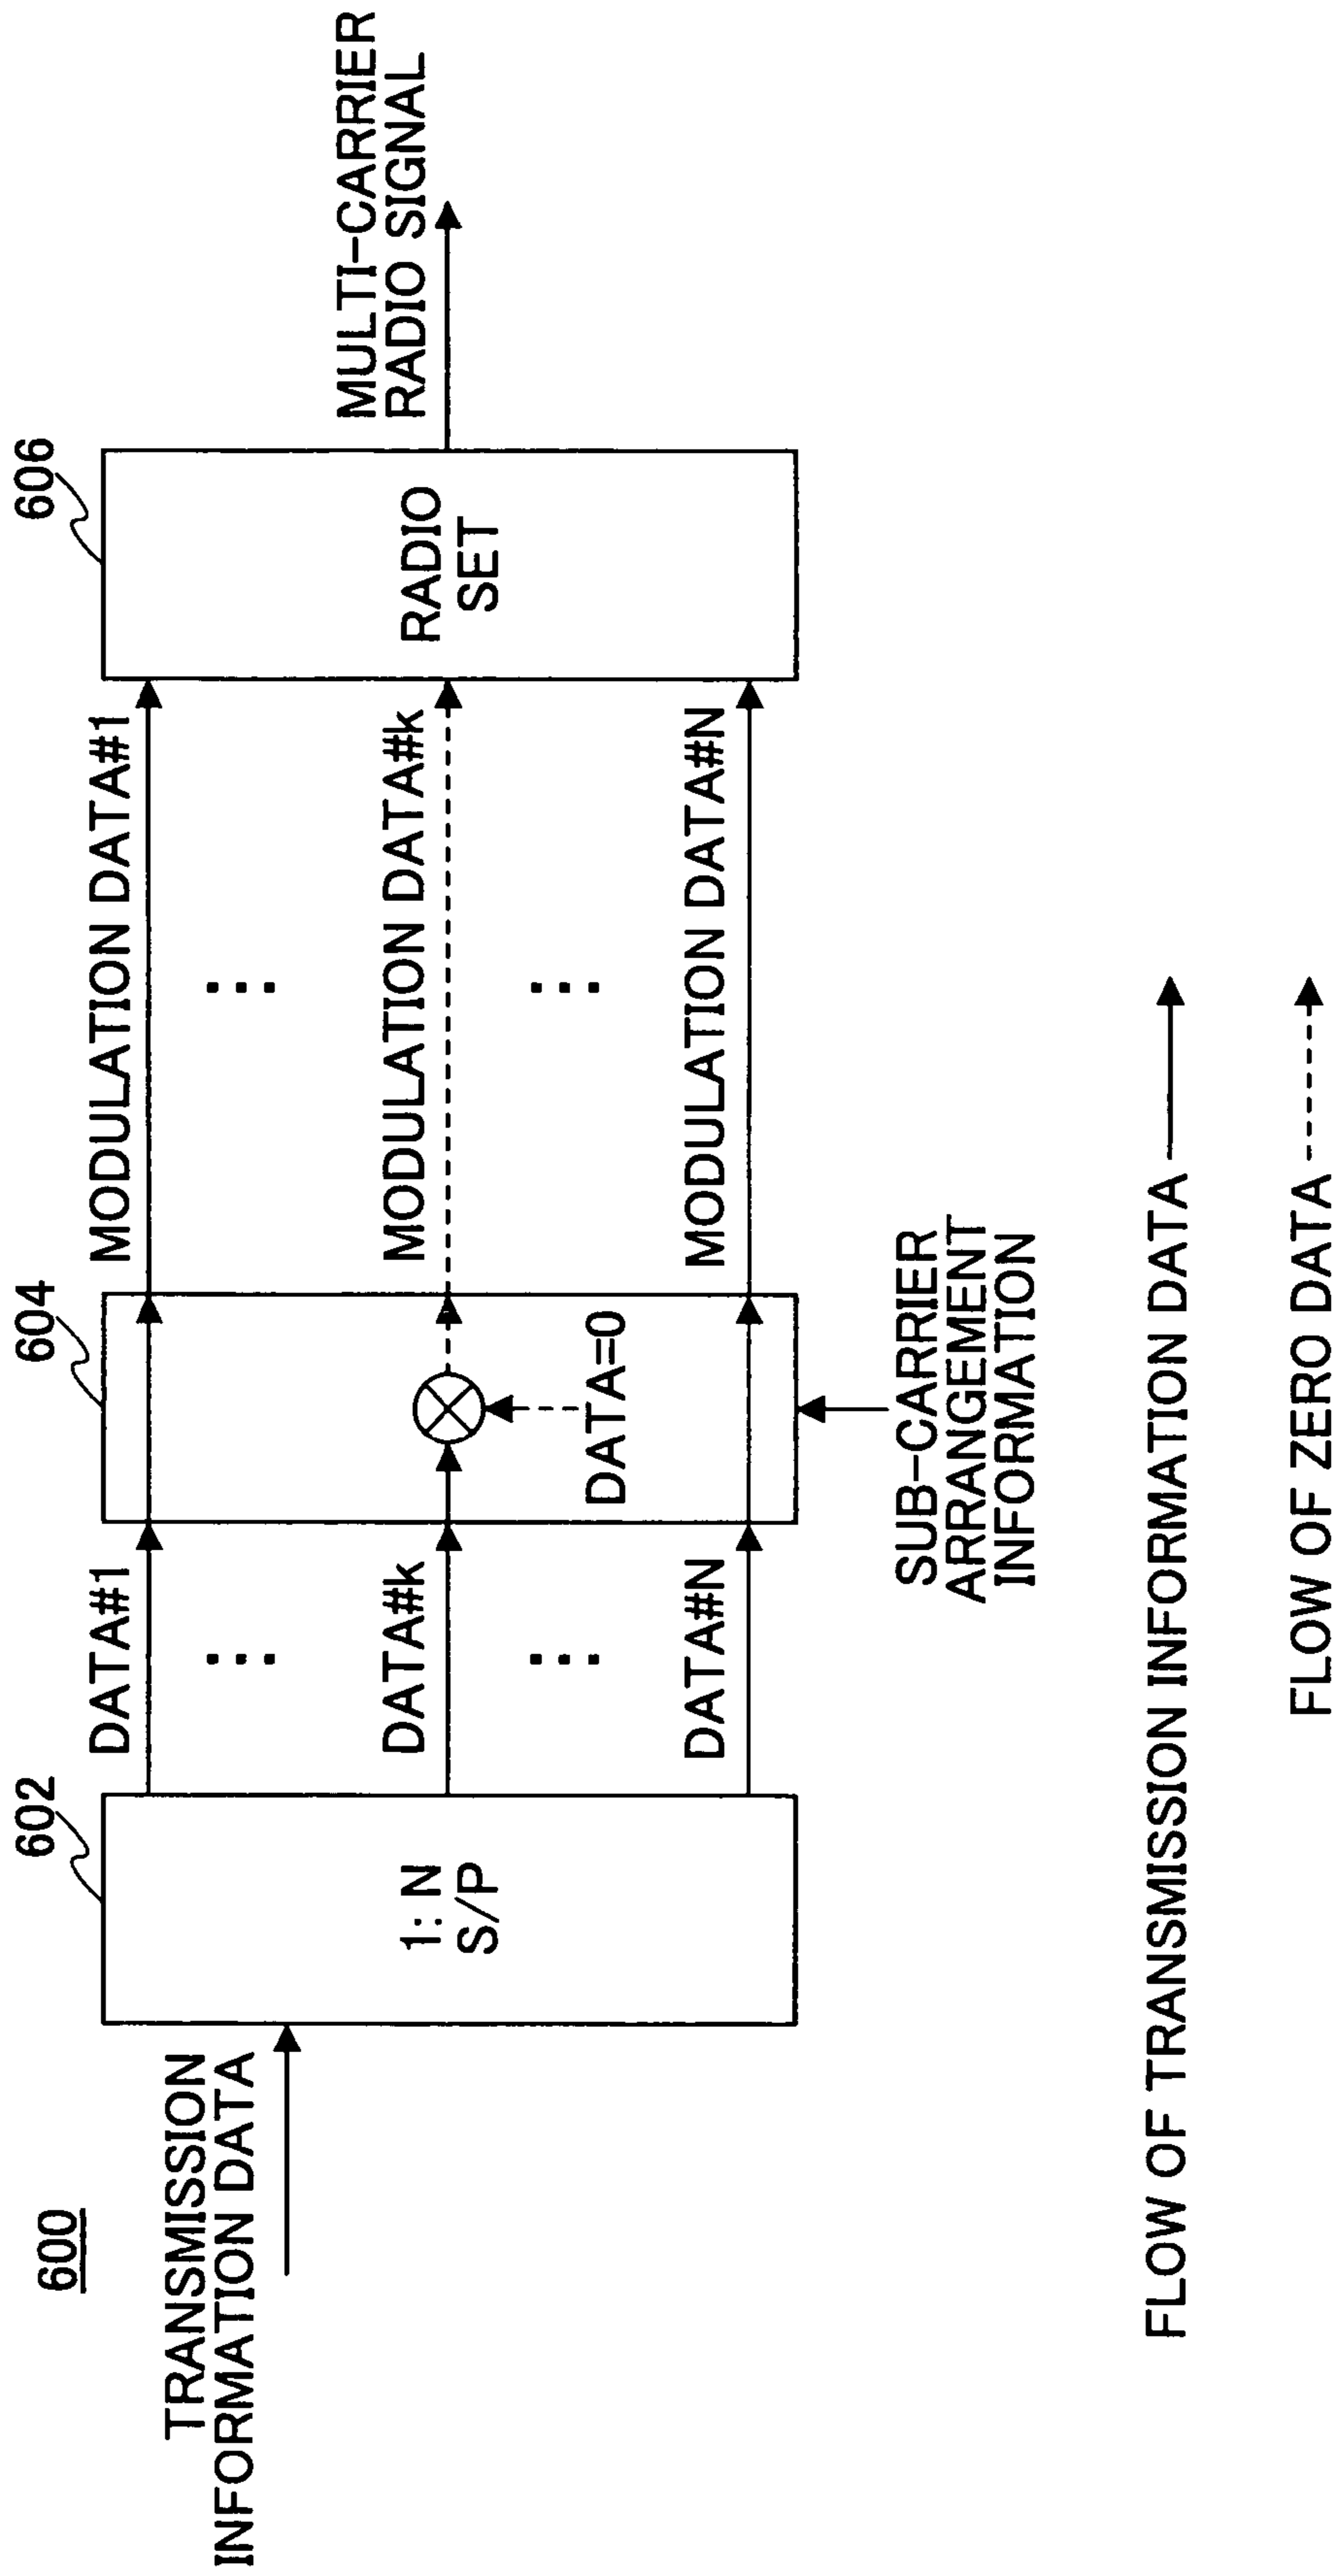 600
TRANSMISSION
INFORMATION DATA
602
1: N
S/P
DATA#1
...
DATA#k
...
DATA#N
604
DATA=0
SUB-CARRIER
ARRANGEMENT
INFORMATION
MODULATION DATA#1
...
MODULATION DATA#k
...
MODULATION DATA#N
606
RADIO
SET
MULTI-CARRIER
RADIO SIGNAL
FLOW OF TRANSMISSION INFORMATION DATA
FLOW OF ZERO DATA